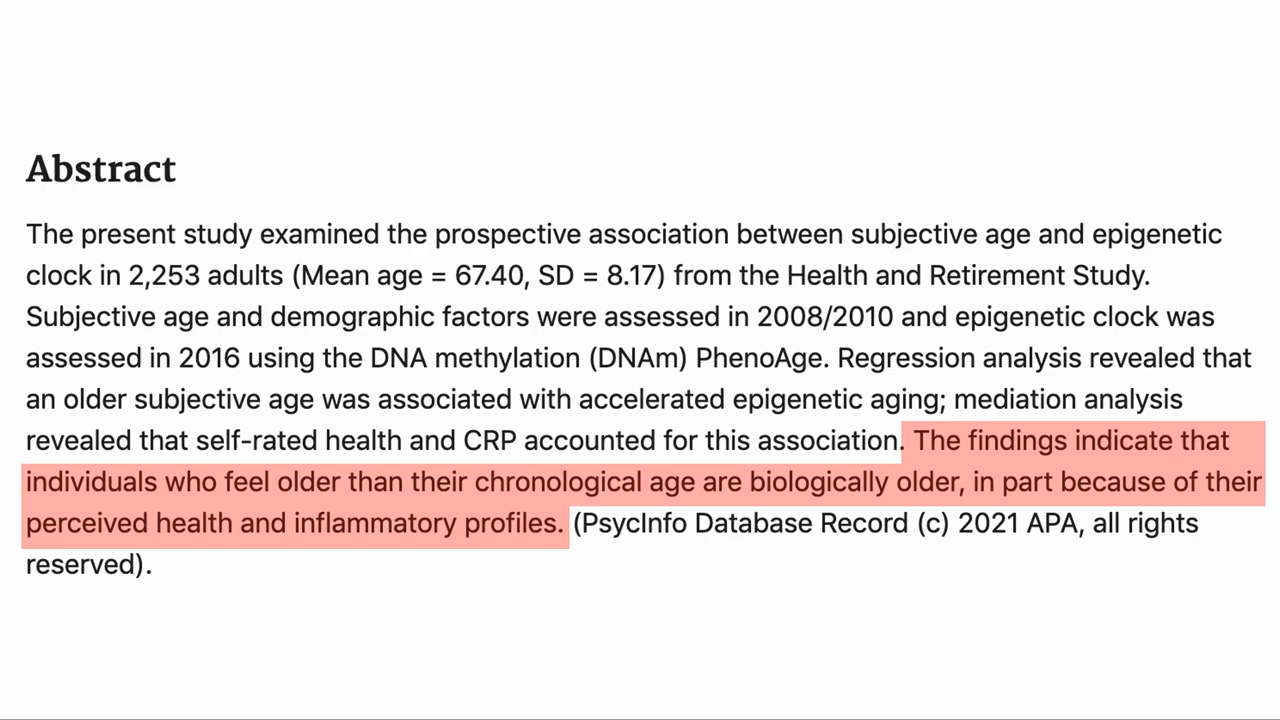 Abstract
The present study examined the prospective association between subjective age and epigenetic
clock in 2,253 adults (Mean age = 67.40, SD = 8.17) from the Health and Retirement Study.
Subjective age and demographic factors were assessed in 2008/2010 and epigenetic clock was
assessed in 2016 using the DNA methylation (DNAm) PhenoAge. Regression analysis revealed that
an older subjective age was associated with accelerated epigenetic aging; mediation analysis
revealed that self-rated health and CRP accounted for this association. The findings indicate that
individuals who feel older than their chronological age are biologically older, in part because of their
perceived health and inflammatory profiles. (PsycInfo Database Record (c) 2021 APA, all rights
reserved).